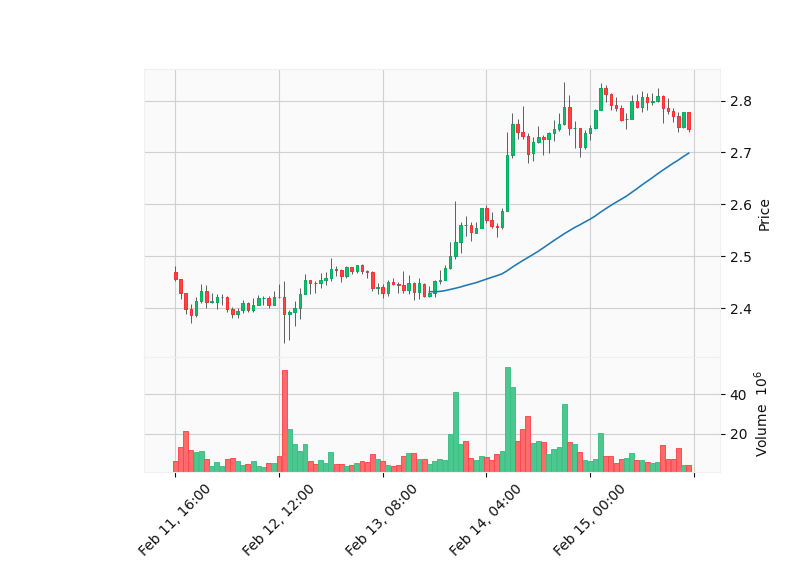 2.8
2.7
2.6
2.5
2.4
Price
40
20
Volume 10^6
Feb 11, 16:00
Feb 12, 12:00
Feb 13, 08:00
Feb 14, 04:00
Feb 15, 00:00